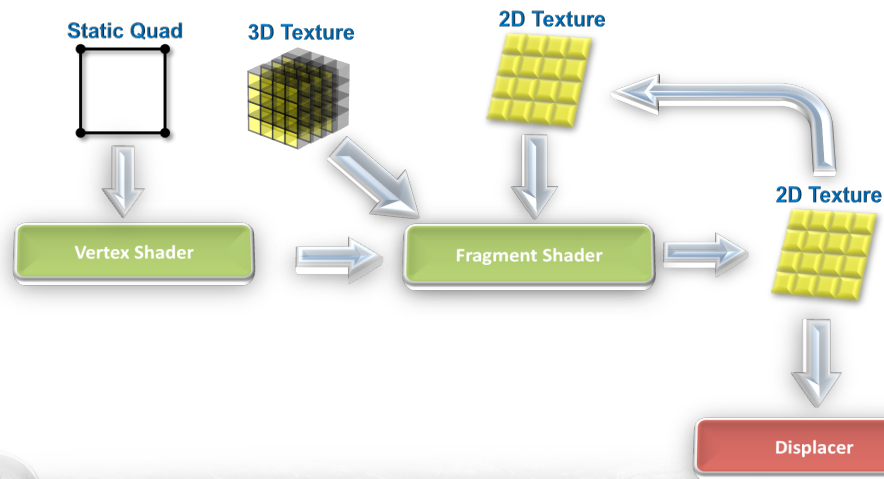 Static Quad
3D Texture
2D Texture
2D Texture
Vertex Shader
Fragment Shader
Displacer